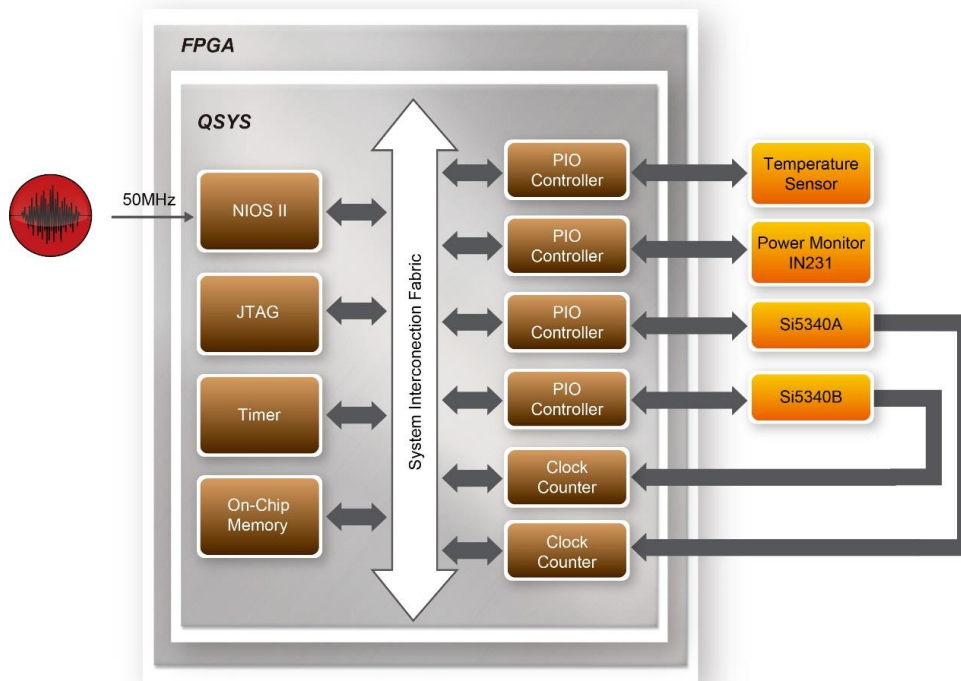 FPGA
QSYS
50MHz
NIOS II
JTAG
Timer
On-Chip
Memory
System Interconection Fabric
PIO
Controller
PIO
Controller
PIO
Controller
PIO
Controller
Clock
Counter
Clock
Counter
Temperature
Sensor
Power Monitor
IN231
Si5340A
Si5340B